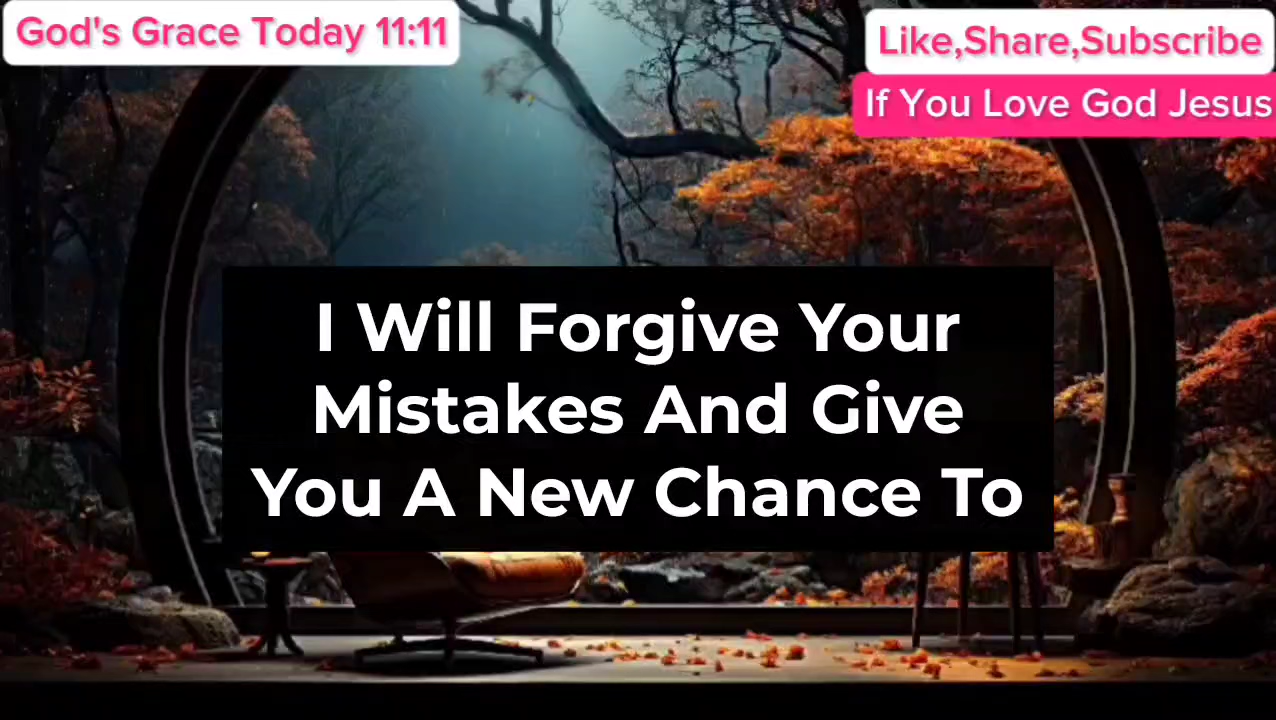 God's Grace Today 11:11
Like,Share,Subscribe
If You Love God Jesus
I Will Forgive Your
Mistakes And Give
You A New Chance To